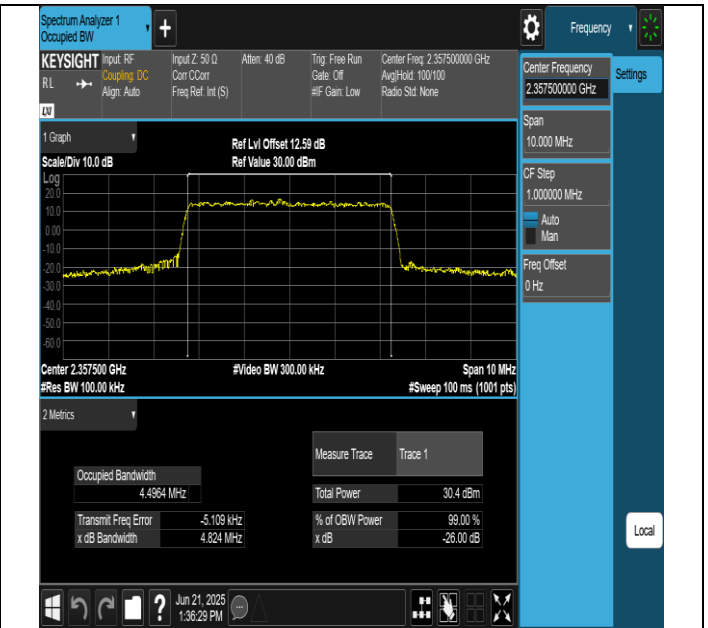 Spectrum Analyzer 1
Occupied BW
+
Frequency
KEYSIGHT
RL
LXI
Input: RF
Coupling: DC
Align: Auto
Input Z: 50 Ω
Corr CCorr
Freq Ref: Int (S)
Atten: 40 dB
Trig: Free Run
Gate: Off
#IF Gain: Low
Center Freq: 2.357500000 GHz
Avg|Hold: 100/100
Radio Std: None
Center Frequency
2.357500000 GHz
Settings
Span
10.000 MHz
CF Step
1.000000 MHz
Auto
Man
Freq Offset
0 Hz
Local
1 Graph
Ref Lvl Offset 12.59 dB
Scale/Div 10.0 dB
Ref Value 30.00 dBm
Log
20.0
10.0
0.00
-10.0
-20.0
-30.0
-40.0
-50.0
-60.0
Center 2.357500 GHz
#Video BW 300.00 kHz
Span 10 MHz
#Res BW 100.00 kHz
#Sweep 100 ms (1001 pts)
2 Metrics
Measure Trace
Trace 1
Occupied Bandwidth
4.4964 MHz
Total Power
30.4 dBm
Transmit Freq Error
-5.109 kHz
% of OBW Power
99.00 %
x dB Bandwidth
4.824 MHz
x dB
-26.00 dB
?
Jun 21, 2025
1:36:29 PM